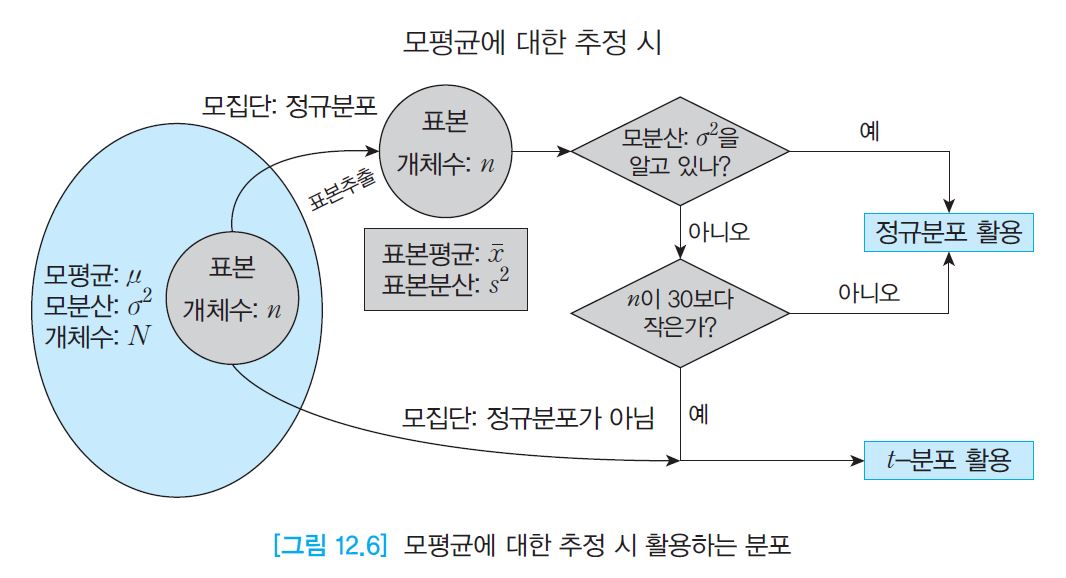 모평균에 대한 추정 시
모집단: 정규분포
표본추출
표본
개체수: n
모분산: σ²을
알고 있나?
예
아니오
정규분포 활용
표본평균: x̄
표본분산: s²
모평균: μ
모분산: σ²
개체수: N
표본
개체수: n
n이 30보다
작은가?
아니오
예
모집단: 정규분포가 아님
t–분포 활용
[그림 12.6] 모평균에 대한 추정 시 활용하는 분포